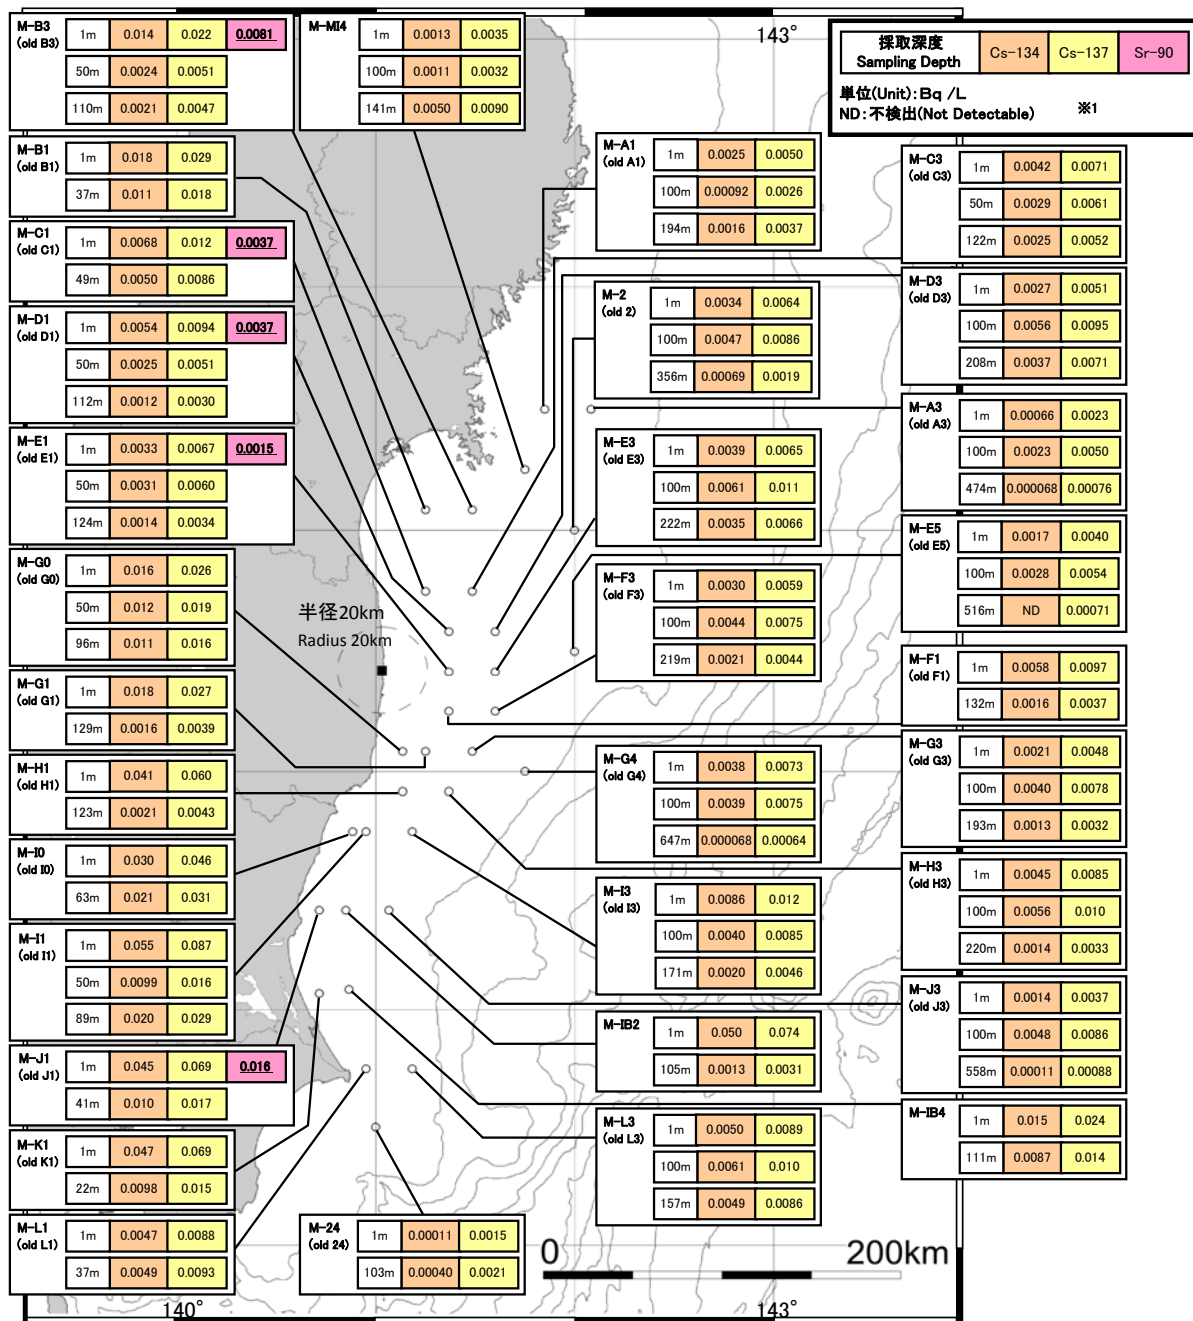 143°
採取深度
Sampling Depth
Cs-134
Cs-137
Sr-90
単位(Unit):Bq /L
ND:不検出(Not Detectable)
※1
M-B3
(old B3)
1m 0.014 0.022 0.0081
50m 0.0024 0.0051
110m 0.0021 0.0047
M-MI4
1m 0.0013 0.0035
100m 0.0011 0.0032
141m 0.0050 0.0090
M-B1
(old B1)
1m 0.018 0.029
37m 0.011 0.018
M-C1
(old C1)
1m 0.0068 0.012 0.0037
49m 0.0050 0.0086
M-D1
(old D1)
1m 0.0054 0.0094 0.0037
50m 0.0025 0.0051
112m 0.0012 0.0030
M-E1
(old E1)
1m 0.0033 0.0067 0.0015
50m 0.0031 0.0060
124m 0.0014 0.0034
M-G0
(old G0)
1m 0.016 0.026
50m 0.012 0.019
96m 0.011 0.016
M-G1
(old G1)
1m 0.018 0.027
129m 0.0016 0.0039
M-H1
(old H1)
1m 0.041 0.060
123m 0.0021 0.0043
M-I0
(old I0)
1m 0.030 0.046
63m 0.021 0.031
M-I1
(old I1)
1m 0.055 0.087
50m 0.0099 0.016
89m 0.020 0.029
M-J1
(old J1)
1m 0.045 0.069 0.016
41m 0.010 0.017
M-K1
(old K1)
1m 0.047 0.069
22m 0.0098 0.015
M-L1
(old L1)
1m 0.0047 0.0088
37m 0.0049 0.0093
半径20km
Radius 20km
M-A1
(old A1)
1m 0.0025 0.0050
100m 0.00092 0.0026
194m 0.0016 0.0037
M-2
(old 2)
1m 0.0034 0.0064
100m 0.0047 0.0086
356m 0.00069 0.0019
M-E3
(old E3)
1m 0.0039 0.0065
100m 0.0061 0.011
222m 0.0035 0.0066
M-F3
(old F3)
1m 0.0030 0.0059
100m 0.0044 0.0075
219m 0.0021 0.0044
M-G4
(old G4)
1m 0.0038 0.0073
100m 0.0039 0.0075
647m 0.000068 0.00064
M-I3
(old I3)
1m 0.0086 0.012
100m 0.0040 0.0085
171m 0.0020 0.0046
M-IB2
1m 0.050 0.074
105m 0.0013 0.0031
M-L3
(old L3)
1m 0.0050 0.0089
100m 0.0061 0.010
157m 0.0049 0.0086
M-24
(old 24)
1m 0.00011 0.0015
103m 0.00040 0.0021
M-C3
(old C3)
1m 0.0042 0.0071
50m 0.0029 0.0061
122m 0.0025 0.0052
M-D3
(old D3)
1m 0.0027 0.0051
100m 0.0056 0.0095
208m 0.0037 0.0071
M-A3
(old A3)
1m 0.00066 0.0023
100m 0.0023 0.0050
474m 0.000068 0.00076
M-E5
(old E5)
1m 0.0017 0.0040
100m 0.0028 0.0054
516m ND 0.00071
M-F1
(old F1)
1m 0.0058 0.0097
132m 0.0016 0.0037
M-G3
(old G3)
1m 0.0021 0.0048
100m 0.0040 0.0078
193m 0.0013 0.0032
M-H3
(old H3)
1m 0.0045 0.0085
100m 0.0056 0.010
220m 0.0014 0.0033
M-J3
(old J3)
1m 0.0014 0.0037
100m 0.0048 0.0086
558m 0.00011 0.00088
M-IB4
1m 0.015 0.024
111m 0.0087 0.014
0 200km
140° 143°